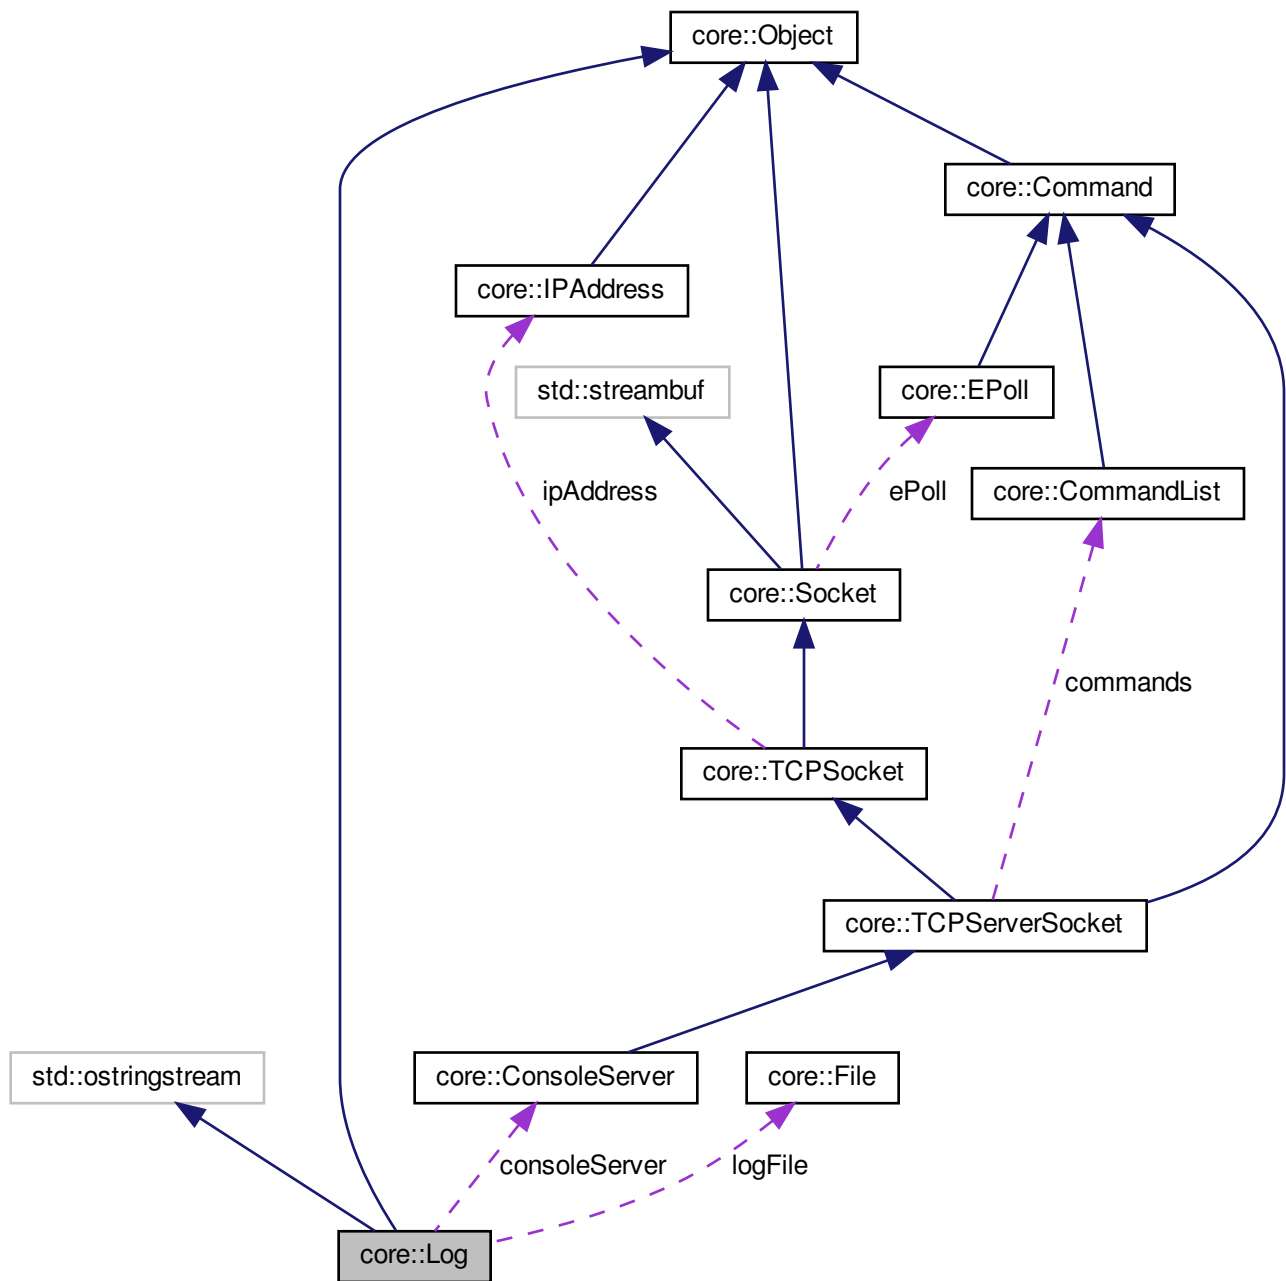 core::Object
core::Command
core::IPAddress
std::streambuf
core::EPoll
ipAddress
ePoll
core::CommandList
core::Socket
commands
core::TCPSocket
core::TCPServerSocket
std::ostringstream
core::ConsoleServer
core::File
consoleServer
logFile
core::Log